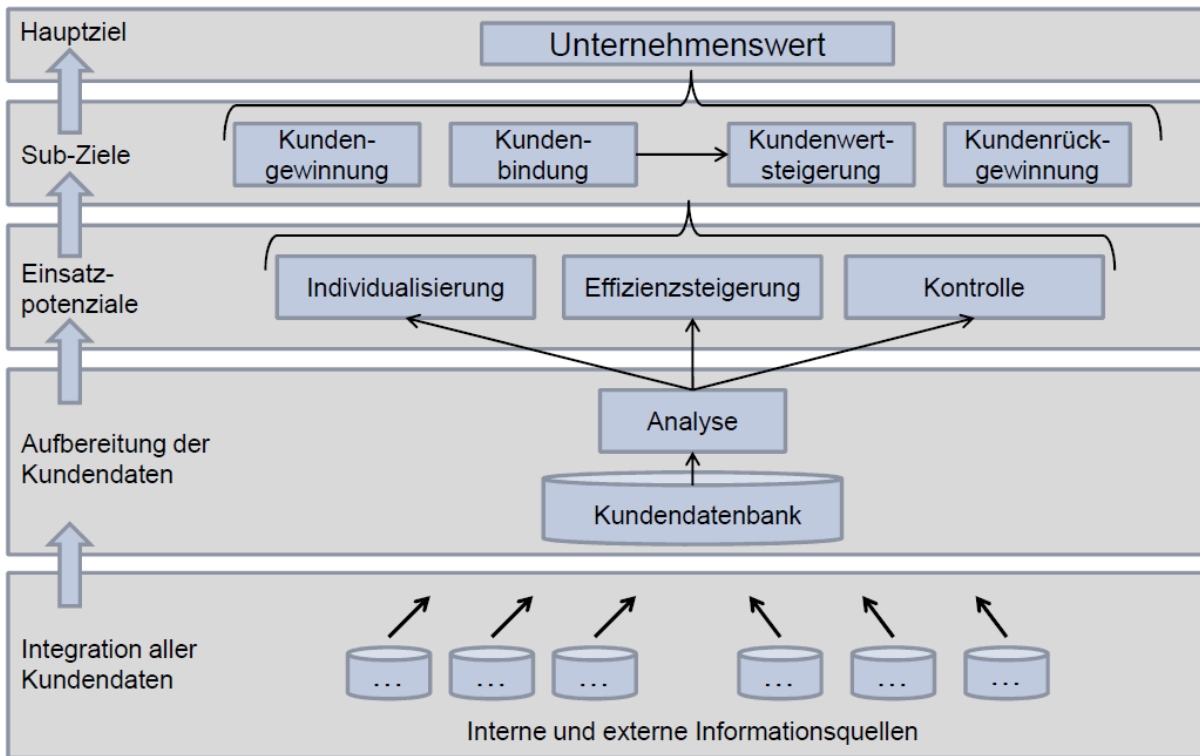 Hauptziel
Unternehmenswert
Sub-Ziele
Kunden-
gewinnung
Kunden-
bindung
Kundenwert-
steigerung
Kundenrück-
gewinnung
Einsatz-
potenziale
Individualisierung
Effizienzsteigerung
Kontrolle
Aufbereitung der
Kundendaten
Analyse
Kundendatenbank
Integration aller
Kundendaten
...
...
...
...
...
...
Interne und externe Informationsquellen